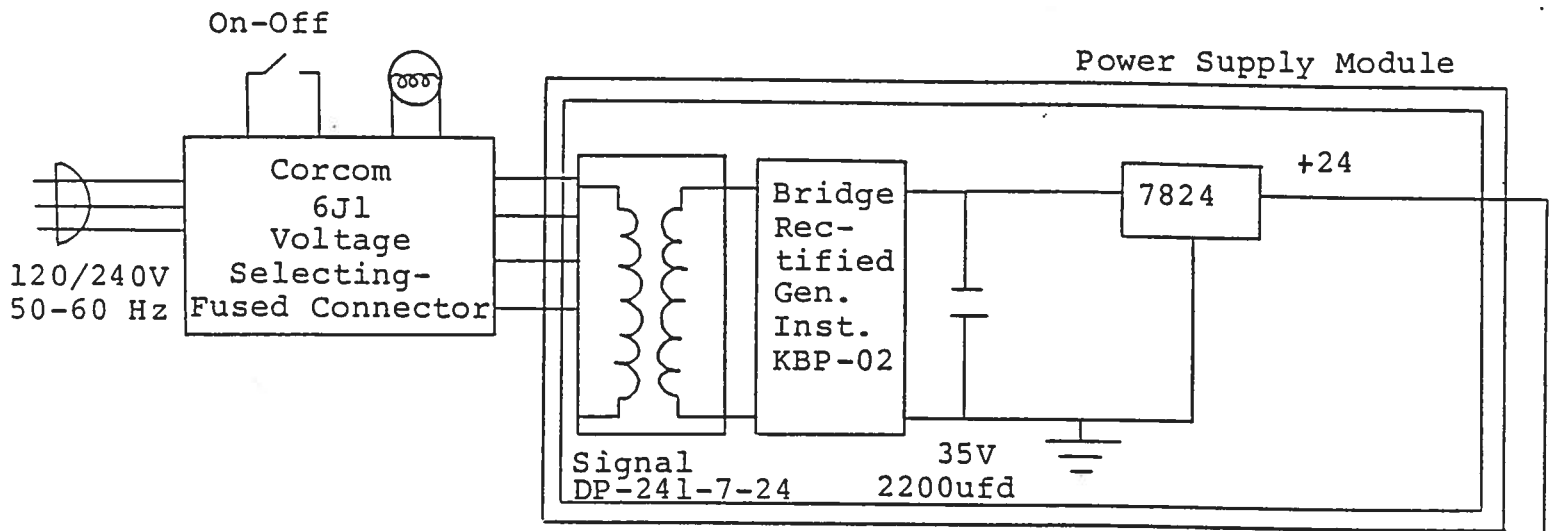 On-Off
Power Supply Module
Corcom
6J1
Voltage
Selecting-
Fused Connector
120/240V
50-60 Hz
Bridge
Rec-
tified
Gen.
Inst.
KBP-02
7824
+24
Signal
DP-241-7-24
35V
2200ufd